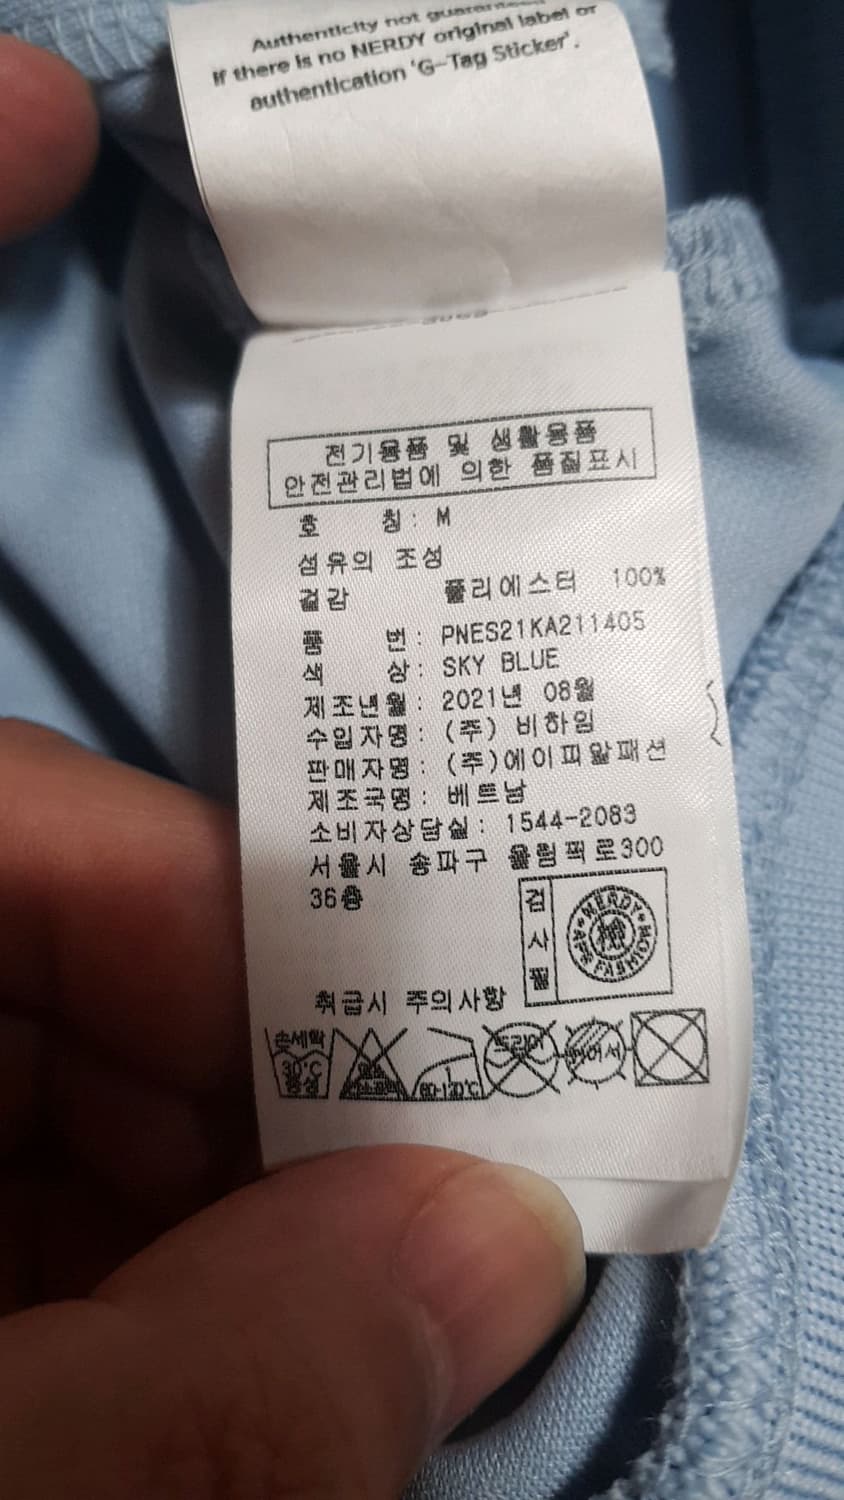 Authenticity not guaranteed
If there is no NERDY original label or
authentication 'G-Tag Sticker'.
전기용품 및 생활용품
안전관리법에 의한 품질표시
호 칭: M
섬유의 조성
겉감 폴리에스터 100%
품 번: PNES21KA211405
색 상: SKY BLUE
제조년월: 2021년 08월
수입자명: (주) 비하임
판매자명: (주)에이피알패션
제조국명: 베트남
소비자상담실: 1544-2083
서울시 송파구 올림픽로300
36층
검사필
NERDY
APR FASHION
취급시 주의사항
손세탁
30°C
중성
80-120°C
드라이